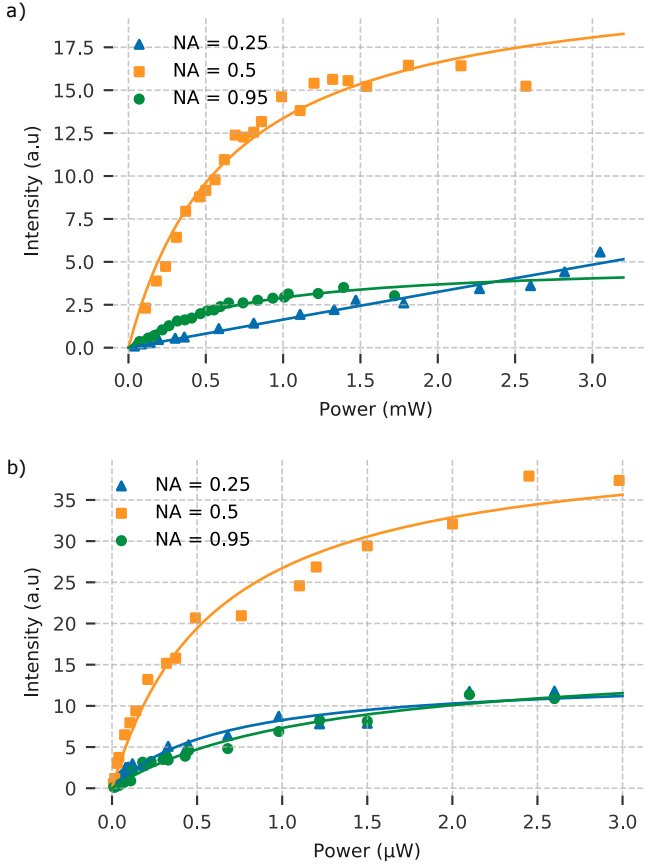 a)
17.5
15.0
12.5
10.0
7.5
5.0
2.5
0.0
Intensity (a.u)
NA = 0.25
NA = 0.5
NA = 0.95
0.0 0.5 1.0 1.5 2.0 2.5 3.0
Power (mW)
b)
35
30
25
20
15
10
5
0
Intensity (a.u)
NA = 0.25
NA = 0.5
NA = 0.95
0.0 0.5 1.0 1.5 2.0 2.5 3.0
Power (μW)